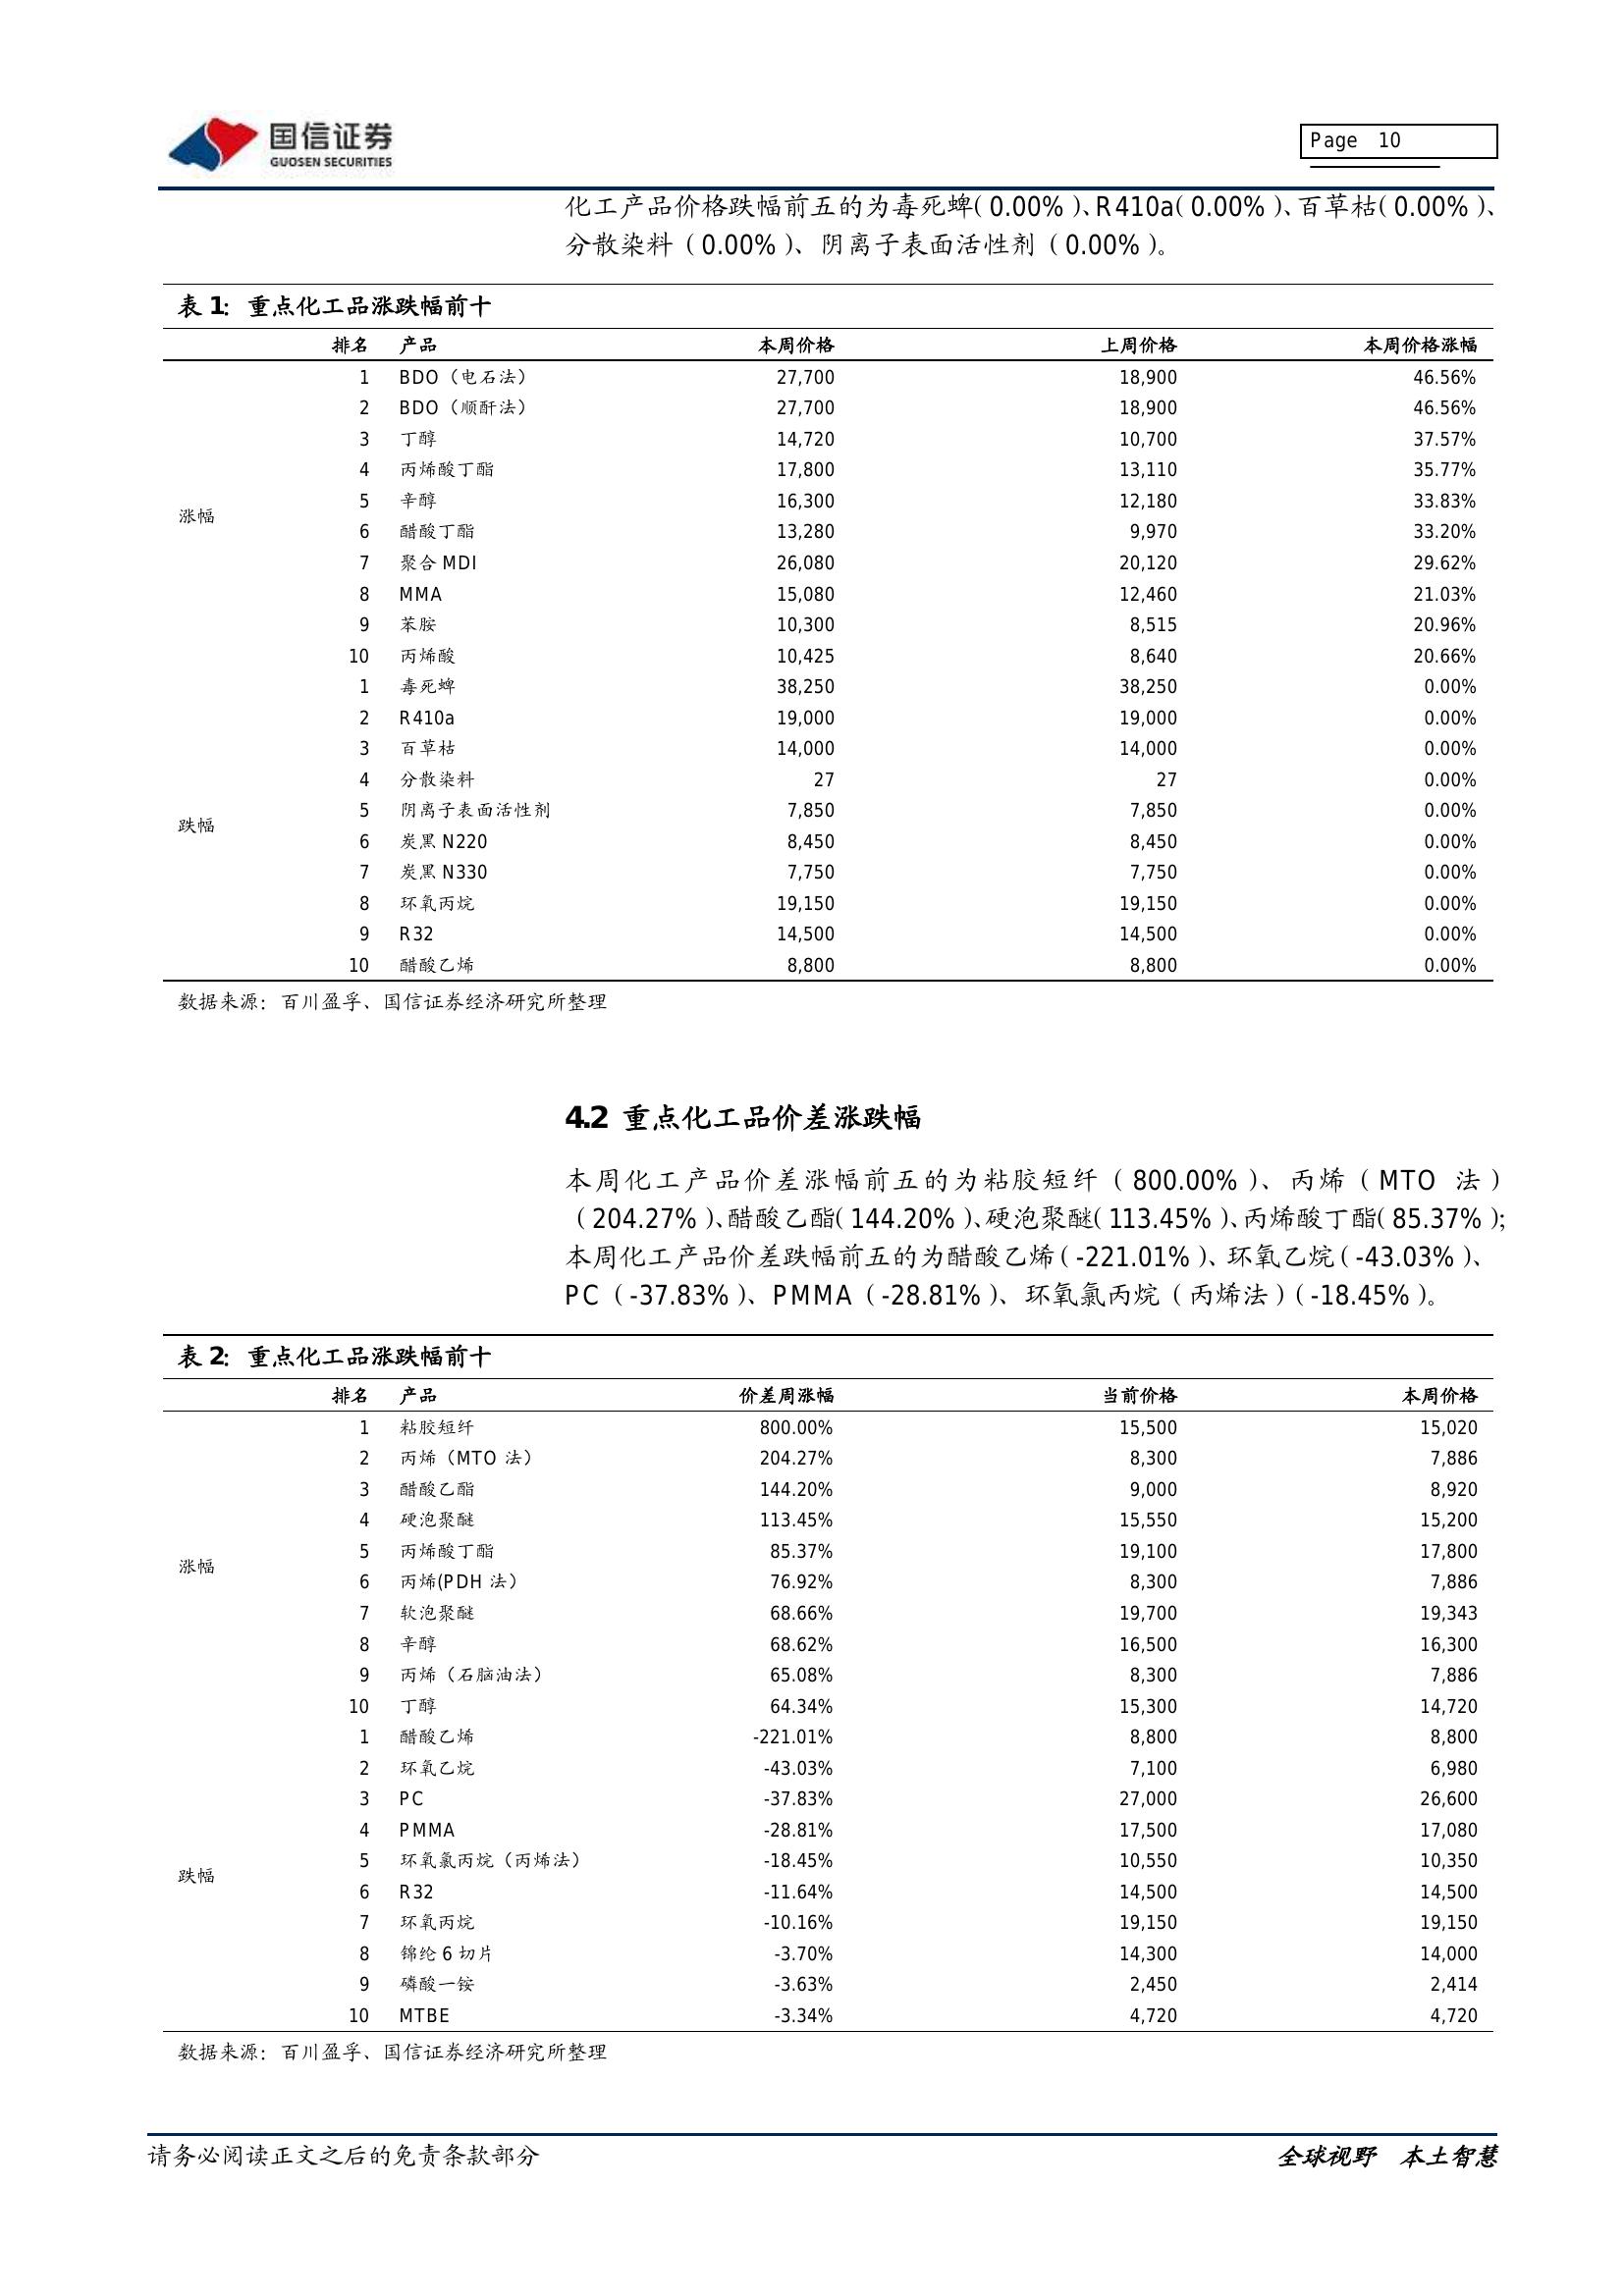 国信证券
GUOSEN SECURITIES
Page 10
化工产品价格跌幅前五的为毒死蜱(0.00%)、R410a(0.00%)、百草枯(0.00%)、
分散染料（0.00%）、阴离子表面活性剂（0.00%）。
表 1：重点化工品涨跌幅前十
排名 产品 本周价格 上周价格 本周价格涨幅
涨幅
1 BDO（电石法） 27,700 18,900 46.56%
2 BDO（顺酐法） 27,700 18,900 46.56%
3 丁醇 14,720 10,700 37.57%
4 丙烯酸丁酯 17,800 13,110 35.77%
5 辛醇 16,300 12,180 33.83%
6 醋酸丁酯 13,280 9,970 33.20%
7 聚合 MDI 26,080 20,120 29.62%
8 MMA 15,080 12,460 21.03%
9 苯胺 10,300 8,515 20.96%
10 丙烯酸 10,425 8,640 20.66%
跌幅
1 毒死蜱 38,250 38,250 0.00%
2 R410a 19,000 19,000 0.00%
3 百草枯 14,000 14,000 0.00%
4 分散染料 27 27 0.00%
5 阴离子表面活性剂 7,850 7,850 0.00%
6 炭黑 N220 8,450 8,450 0.00%
7 炭黑 N330 7,750 7,750 0.00%
8 环氧丙烷 19,150 19,150 0.00%
9 R32 14,500 14,500 0.00%
10 醋酸乙烯 8,800 8,800 0.00%
数据来源：百川盈孚、国信证券经济研究所整理
4.2 重点化工品价差涨跌幅
本周化工产品价差涨幅前五的为粘胶短纤（800.00%）、丙烯（MTO 法）
（204.27%）、醋酸乙酯(144.20%)、硬泡聚醚(113.45%)、丙烯酸丁酯(85.37%)；
本周化工产品价差跌幅前五的为醋酸乙烯(-221.01%)、环氧乙烷(-43.03%)、
PC（-37.83%）、PMMA（-28.81%）、环氧氯丙烷（丙烯法）(-18.45%)。
表 2：重点化工品涨跌幅前十
排名 产品 价差周涨幅 当前价格 本周价格
涨幅
1 粘胶短纤 800.00% 15,500 15,020
2 丙烯（MTO 法） 204.27% 8,300 7,886
3 醋酸乙酯 144.20% 9,000 8,920
4 硬泡聚醚 113.45% 15,550 15,200
5 丙烯酸丁酯 85.37% 19,100 17,800
6 丙烯(PDH 法） 76.92% 8,300 7,886
7 软泡聚醚 68.66% 19,700 19,343
8 辛醇 68.62% 16,500 16,300
9 丙烯（石脑油法） 65.08% 8,300 7,886
10 丁醇 64.34% 15,300 14,720
跌幅
1 醋酸乙烯 -221.01% 8,800 8,800
2 环氧乙烷 -43.03% 7,100 6,980
3 PC -37.83% 27,000 26,600
4 PMMA -28.81% 17,500 17,080
5 环氧氯丙烷（丙烯法） -18.45% 10,550 10,350
6 R32 -11.64% 14,500 14,500
7 环氧丙烷 -10.16% 19,150 19,150
8 锦纶 6 切片 -3.70% 14,300 14,000
9 磷酸一铵 -3.63% 2,450 2,414
10 MTBE -3.34% 4,720 4,720
数据来源：百川盈孚、国信证券经济研究所整理
请务必阅读正文之后的免责条款部分
全球视野 本土智慧